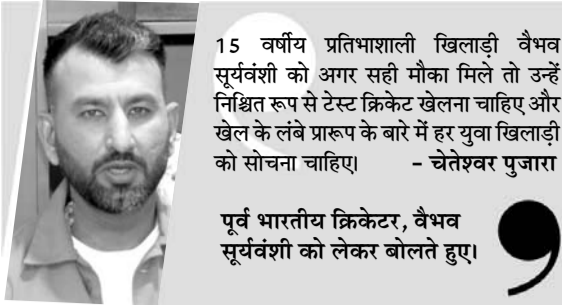 15 वर्षीय प्रतिभाशाली खिलाड़ी वैभव
सूर्यवंशी को अगर सही मौका मिले तो उन्हें
निश्चित रूप से टेस्ट क्रिकेट खेलना चाहिए और
खेल के लंबे प्रारूप के बारे में हर युवा खिलाड़ी
को सोचना चाहिए। – चेतेश्वर पुजारा
पूर्व भारतीय क्रिकेटर, वैभव
सूर्यवंशी को लेकर बोलते हुए।